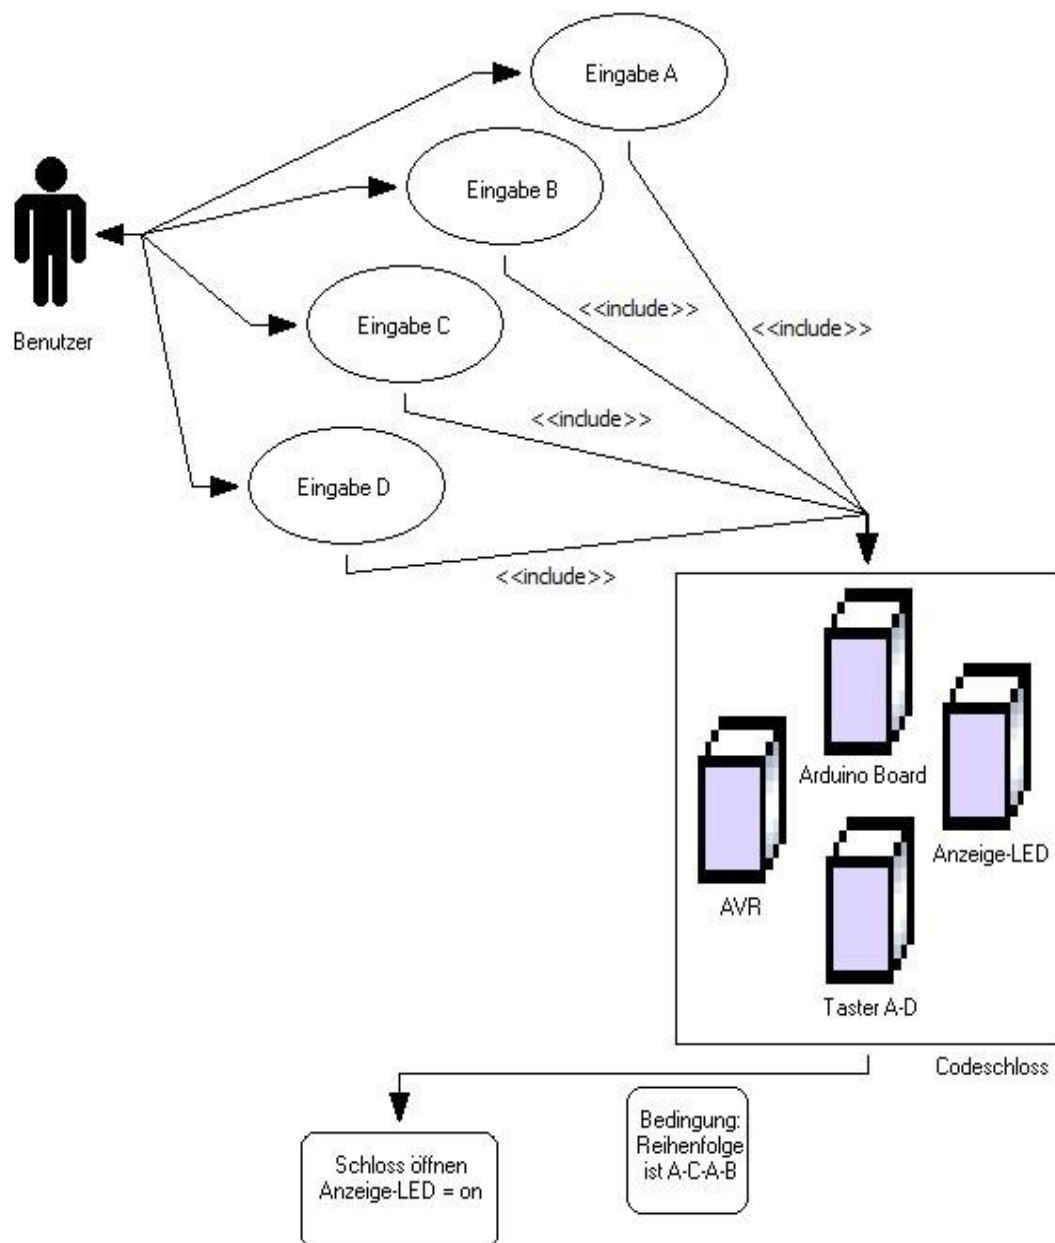 Eingabe A
Eingabe B
Eingabe C
Eingabe D
Benutzer
<<include>>
<<include>>
<<include>>
<<include>>
Arduino Board
Anzeige-LED
AVR
Taster A-D
Codeschloss
Bedingung:
Reihenfolge
ist A-C-A-B
Schloss öffnen
Anzeige-LED = on